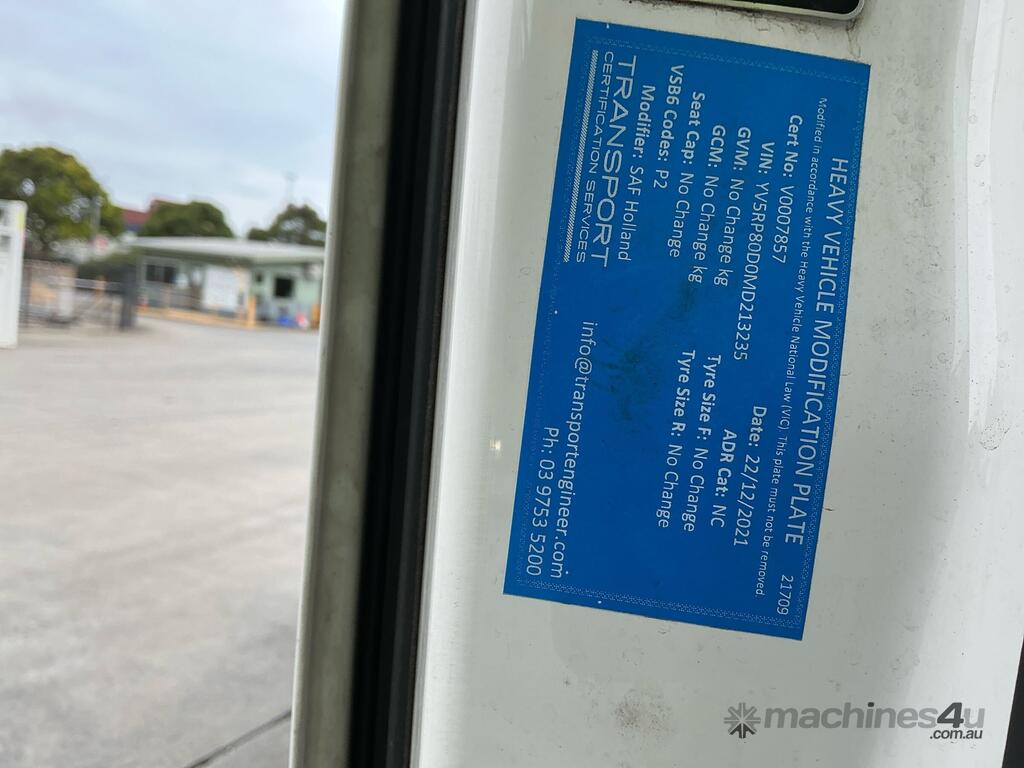 HEAVY VEHICLE MODIFICATION PLATE 21709
Modified in accordance with the Heavy Vehicle National Law (VIC). This plate must not be removed
Cert No: V0007857 Date: 22/12/2021
VIN: YV5RP80D0MD213235 ADR Cat: NC
GVM: No Change kg Tyre Size F: No Change
GCM: No Change kg Tyre Size R: No Change
Seat Cap: No Change
VSB6 Codes: P2
Modifier: SAF Holland
TRANSPORT
CERTIFICATION SERVICES
info@transportengineer.com
Ph: 03 9753 5200
machines4u
.com.au